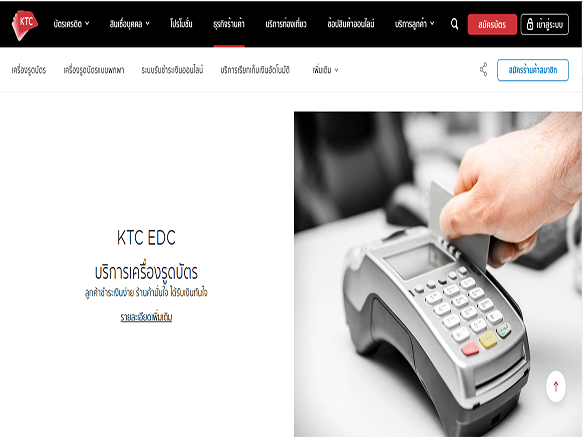 KTC
บัตรเครดิต
สินเชื่อบุคคล
โปรโมชั่น
ธุรกิจร้านค้า
บริการท่องเที่ยว
ช้อปสินค้าออนไลน์
บริการลูกค้า
สมัครบัตร
เข้าสู่ระบบ
เครื่องรูดบัตร
เครื่องรูดบัตรแบบพกพา
ระบบรับชำระเงินออนไลน์
บริการเรียกเก็บเงินอัตโนมัติ
เพิ่มเติม
สมัครร้านค้าสมาชิก
KTC EDC
บริการเครื่องรูดบัตร
ลูกค้าชำระเงินง่าย ร้านค้ามั่นใจ ได้รับเงินทันใจ
รายละเอียดเพิ่มเติม